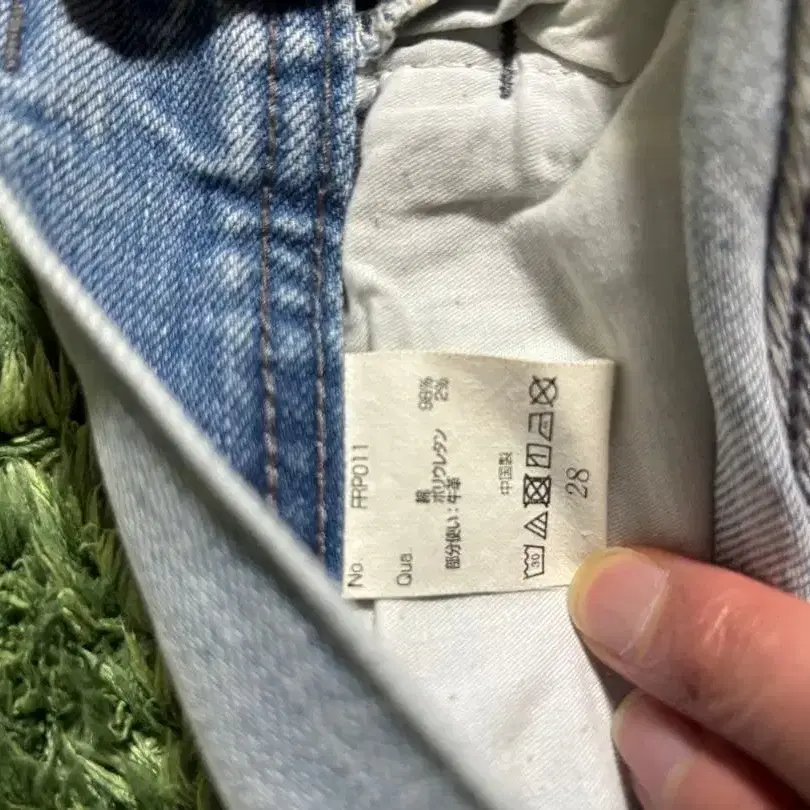 No. FRP011
Qua. 綿 98%
ポリウレタン 2%
部分使い：牛革
中国製
30
28